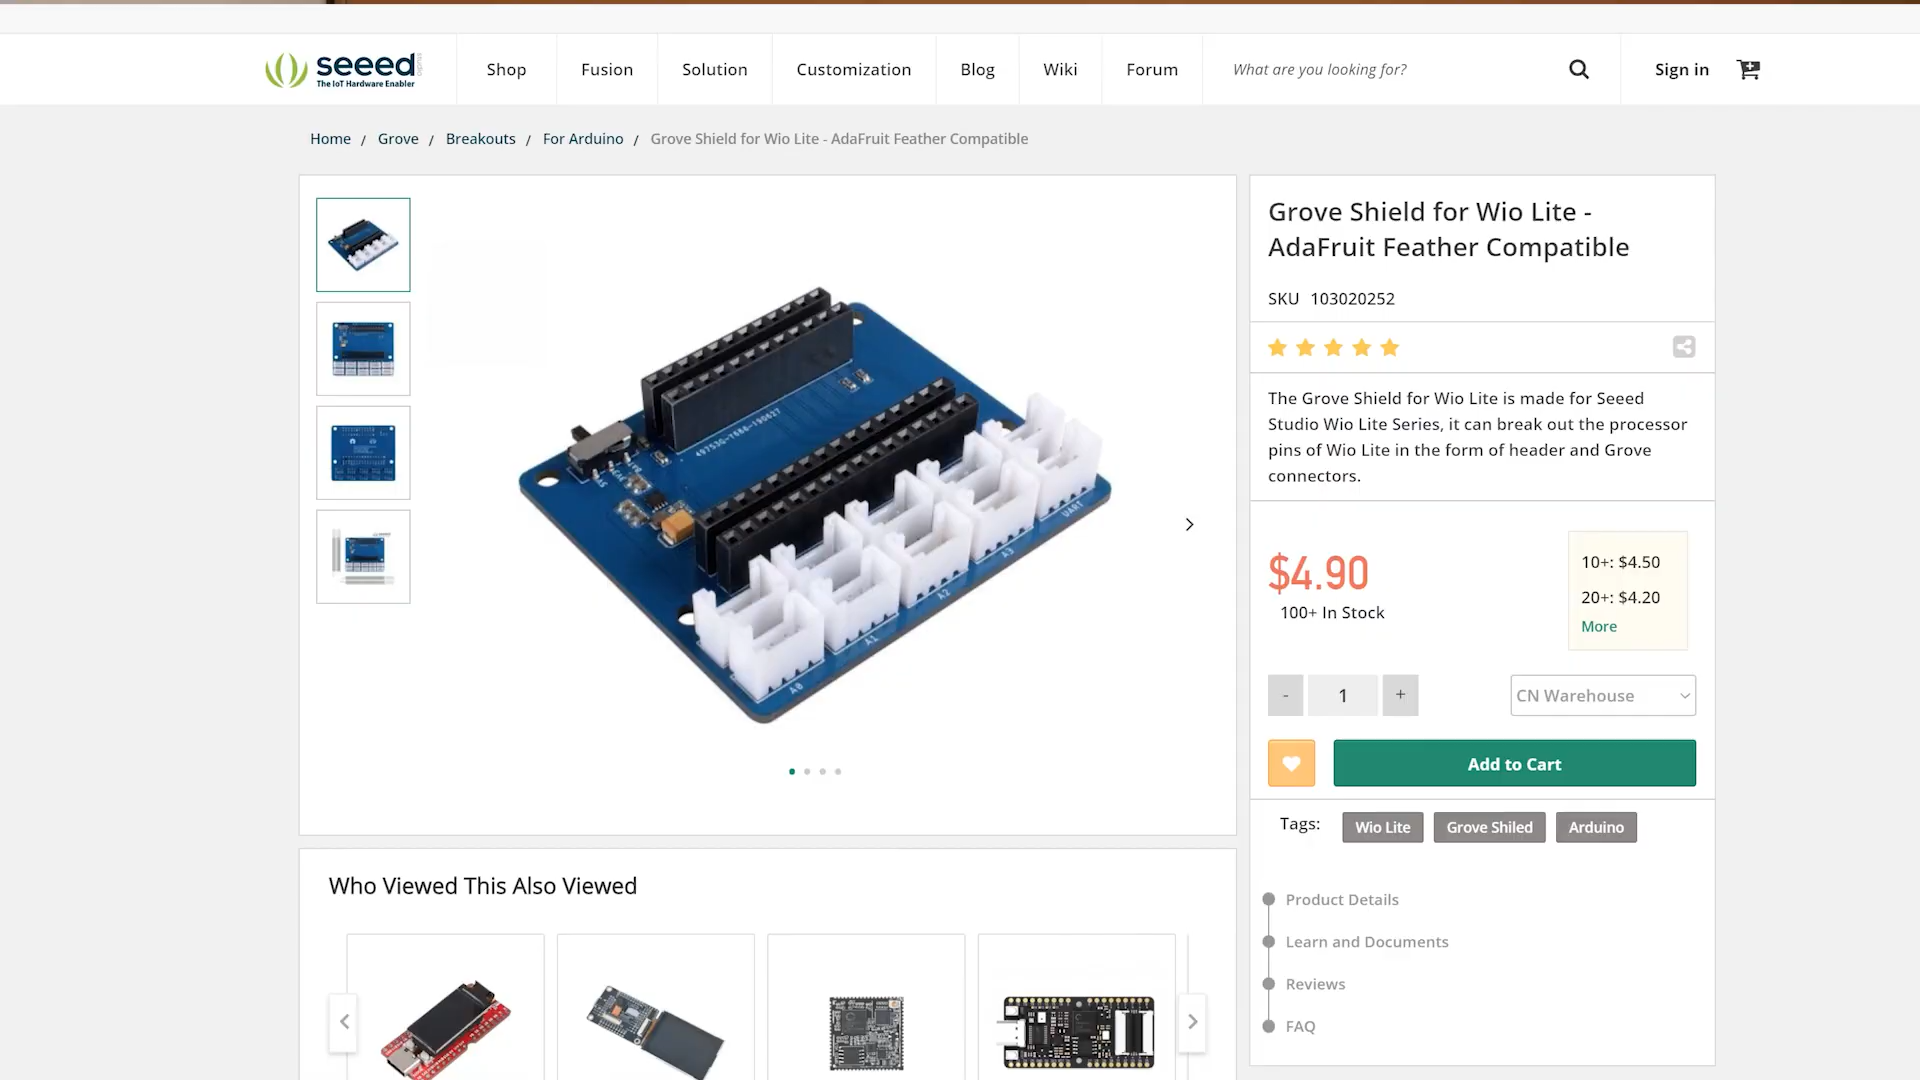 seeed
The IoT Hardware Enabler
Shop
Fusion
Solution
Customization
Blog
Wiki
Forum
What are you looking for?
Sign in
Home / Grove / Breakouts / For Arduino / Grove Shield for Wio Lite - AdaFruit Feather Compatible
Grove Shield for Wio Lite -
AdaFruit Feather Compatible
SKU 103020252
The Grove Shield for Wio Lite is made for Seeed
Studio Wio Lite Series, it can break out the processor
pins of Wio Lite in the form of header and Grove
connectors.
$4.90
100+ In Stock
10+: $4.50
20+: $4.20
More
- 1 +
CN Warehouse
Add to Cart
Tags:
Wio Lite
Grove Shiled
Arduino
Product Details
Learn and Documents
Reviews
FAQ
UART
A3
A2
A1
A0
Who Viewed This Also Viewed